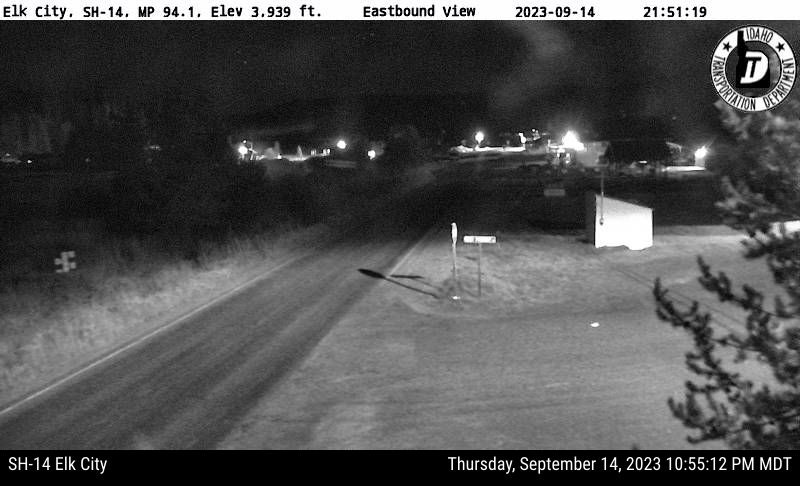 Elk City, SH-14, MP 94.1, Elev 3,939 ft. Eastbound View 2023-09-14 21:51:19
IDAHO
TRANSPORTATION DEPARTMENT
SH-14 Elk City Thursday, September 14, 2023 10:55:12 PM MDT